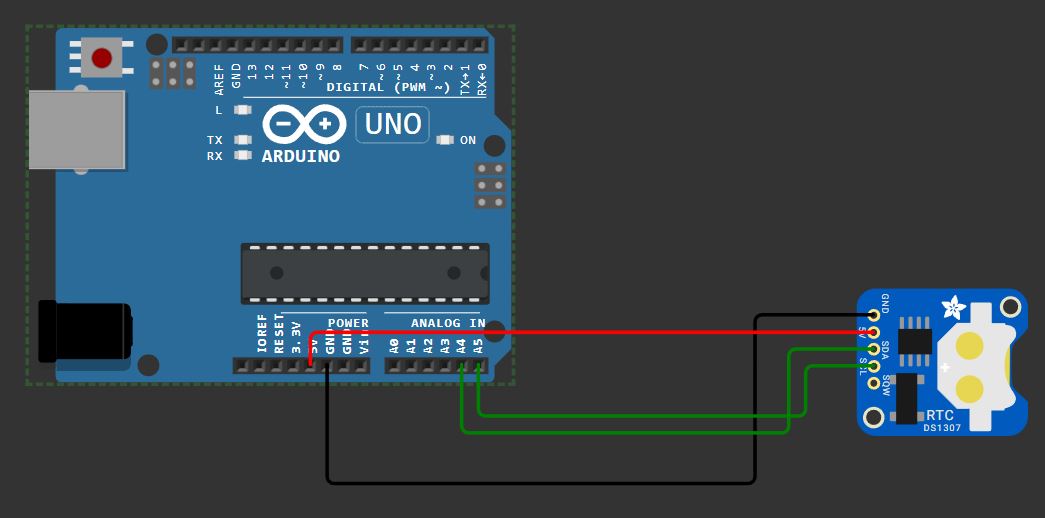 AREF
GND
13
12
~11
~10
~9
8
7
~6
~5
4
~3
2
TX→1
RX←0
DIGITAL (PWM ~)
L
TX
RX
UNO
ON
ARDUINO
IOREF
RESET
3.3V
5V
GND
GND
Vin
POWER
ANALOG IN
A0
A1
A2
A3
A4
A5
GND
5V
SDA
SCL
SQW
RTC
DS1307